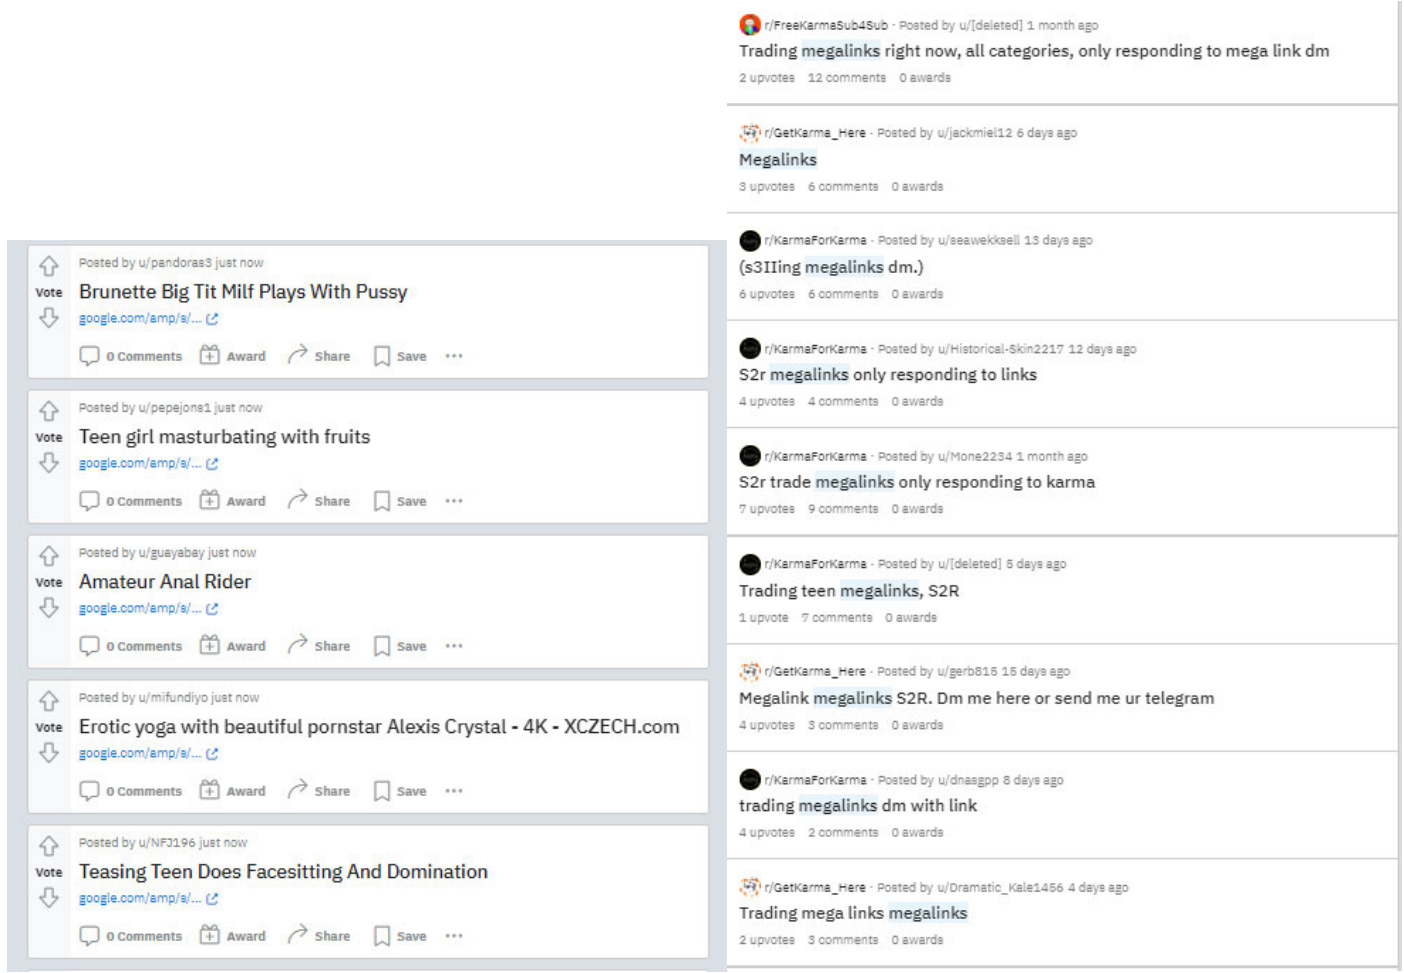 Posted by u/pandoras3 just now
Vote
Brunette Big Tit Milf Plays With Pussy
google.com/amp/s/...
0 Comments Award Share Save ...
Posted by u/pepejons1 just now
Vote
Teen girl masturbating with fruits
google.com/amp/s/...
0 Comments Award Share Save ...
Posted by u/guayabay just now
Vote
Amateur Anal Rider
google.com/amp/s/...
0 Comments Award Share Save ...
Posted by u/mifundiyo just now
Vote
Erotic yoga with beautiful pornstar Alexis Crystal - 4K - XCZECH.com
google.com/amp/s/...
0 Comments Award Share Save ...
Posted by u/NFJ196 just now
Vote
Teasing Teen Does Facesitting And Domination
google.com/amp/s/...
0 Comments Award Share Save ...
r/FreeKarmaSub4Sub · Posted by u/[deleted] 1 month ago
Trading megalinks right now, all categories, only responding to mega link dm
2 upvotes 12 comments 0 awards
r/GetKarma_Here · Posted by u/jackmiel12 6 days ago
Megalinks
3 upvotes 6 comments 0 awards
r/KarmaForKarma · Posted by u/seawekksell 13 days ago
(s3IIing megalinks dm.)
6 upvotes 6 comments 0 awards
r/KarmaForKarma · Posted by u/Historical-Skin2217 12 days ago
S2r megalinks only responding to links
4 upvotes 4 comments 0 awards
r/KarmaForKarma · Posted by u/Mone2234 1 month ago
S2r trade megalinks only responding to karma
7 upvotes 9 comments 0 awards
r/KarmaForKarma · Posted by u/[deleted] 5 days ago
Trading teen megalinks, S2R
1 upvote 7 comments 0 awards
r/GetKarma_Here · Posted by u/gerb815 15 days ago
Megalink megalinks S2R. Dm me here or send me ur telegram
4 upvotes 3 comments 0 awards
r/KarmaForKarma · Posted by u/dnasgpp 8 days ago
trading megalinks dm with link
4 upvotes 2 comments 0 awards
r/GetKarma_Here · Posted by u/Dramatic_Kale1456 4 days ago
Trading mega links megalinks
2 upvotes 3 comments 0 awards